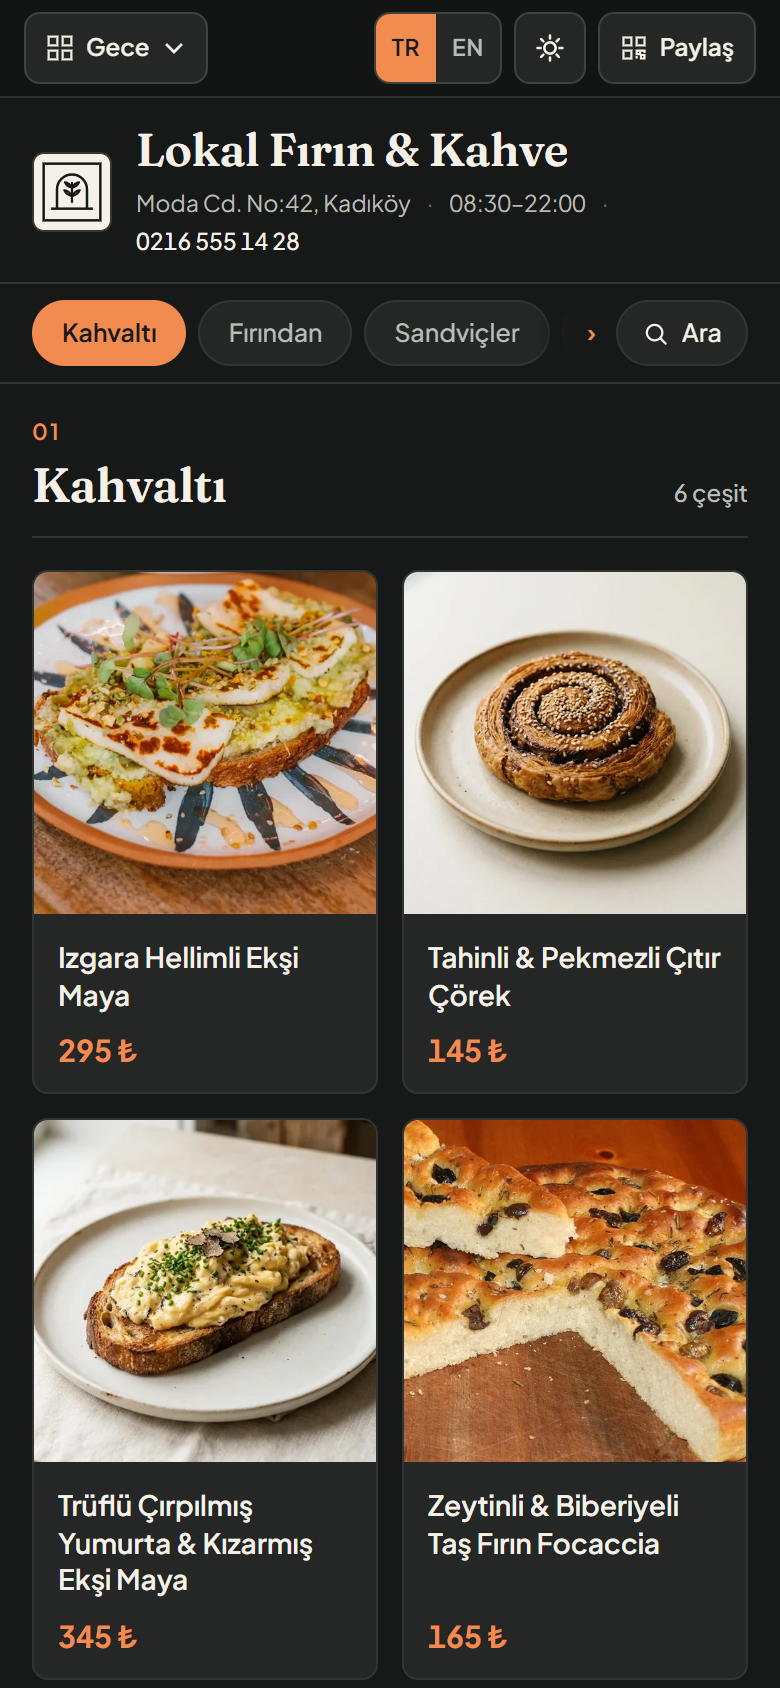 Gece
TR EN
Paylaş
Lokal Fırın & Kahve
Moda Cd. No:42, Kadıköy · 08:30–22:00 ·
0216 555 14 28
Kahvaltı Fırından Sandviçler › Ara
01
Kahvaltı
6 çeşit
Izgara Hellimli Ekşi
Maya
295 ₺
Tahinli & Pekmezli Çıtır
Çörek
145 ₺
Trüflü Çırpılmış
Yumurta & Kızarmış
Ekşi Maya
345 ₺
Zeytinli & Biberiyeli
Taş Fırın Focaccia
165 ₺